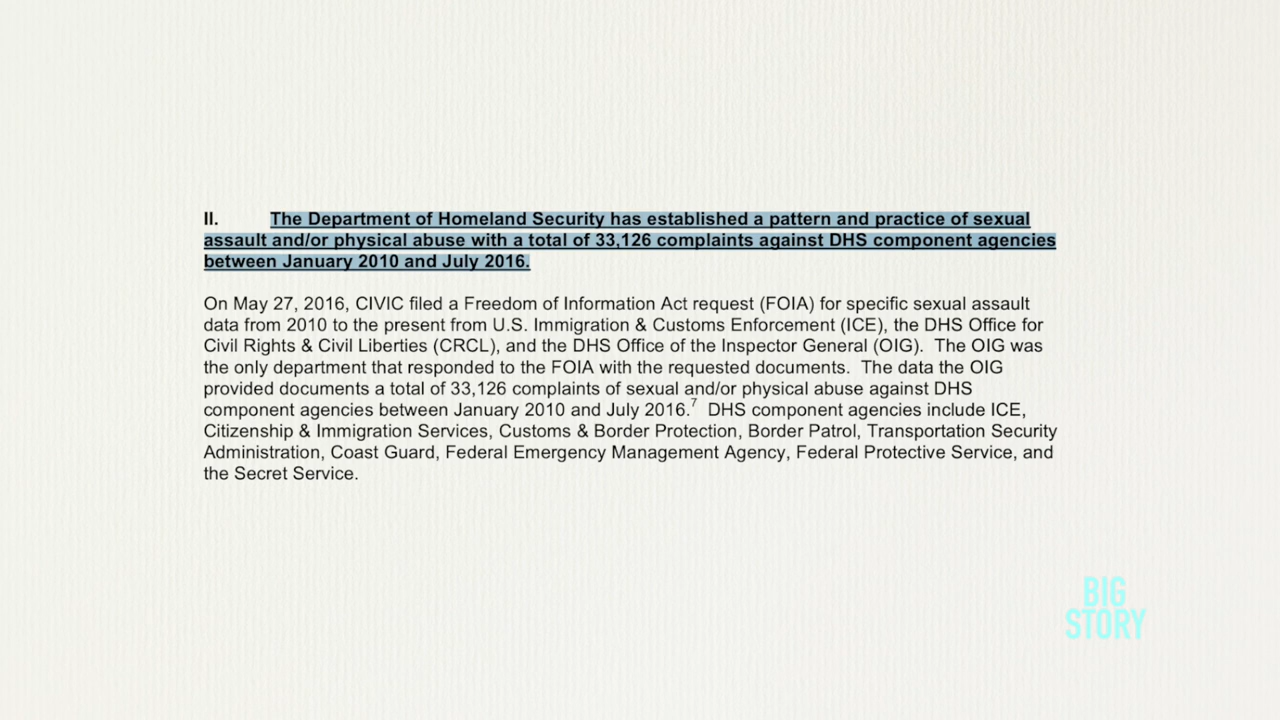 II. The Department of Homeland Security has established a pattern and practice of sexual
assault and/or physical abuse with a total of 33,126 complaints against DHS component agencies
between January 2010 and July 2016.
On May 27, 2016, CIVIC filed a Freedom of Information Act request (FOIA) for specific sexual assault
data from 2010 to the present from U.S. Immigration & Customs Enforcement (ICE), the DHS Office for
Civil Rights & Civil Liberties (CRCL), and the DHS Office of the Inspector General (OIG). The OIG was
the only department that responded to the FOIA with the requested documents. The data the OIG
provided documents a total of 33,126 complaints of sexual and/or physical abuse against DHS
component agencies between January 2010 and July 2016.7 DHS component agencies include ICE,
Citizenship & Immigration Services, Customs & Border Protection, Border Patrol, Transportation Security
Administration, Coast Guard, Federal Emergency Management Agency, Federal Protective Service, and
the Secret Service.
BIG
STORY